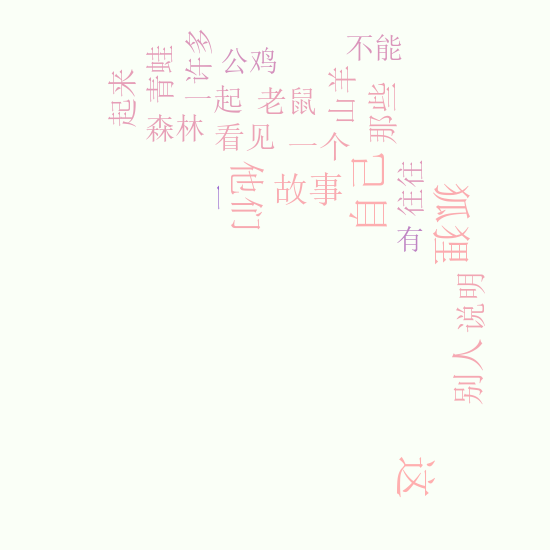 不能
许多
公鸡
青蛙
起来
一起
老鼠
山羊
那些
森林
看见
一个
他们
故事
自己
往往
一
狐狸
有
说明
别人
这